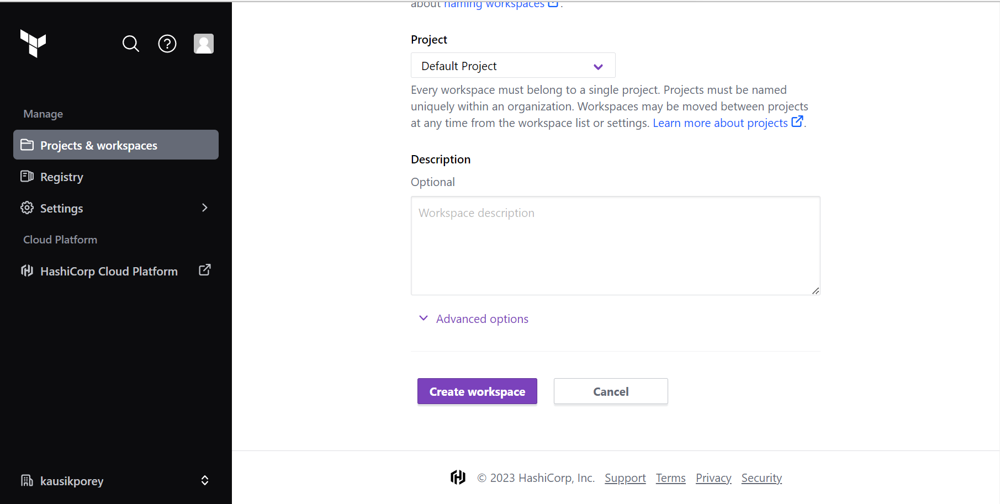 Manage
Projects & workspaces
Registry
Settings
Cloud Platform
HashiCorp Cloud Platform
kausikporey
about naming workspaces .
Project
Default Project
Every workspace must belong to a single project. Projects must be named
uniquely within an organization. Workspaces may be moved between projects
at any time from the workspace list or settings. Learn more about projects .
Description
Optional
Workspace description
Advanced options
Create workspace
Cancel
© 2023 HashiCorp, Inc. Support Terms Privacy Security